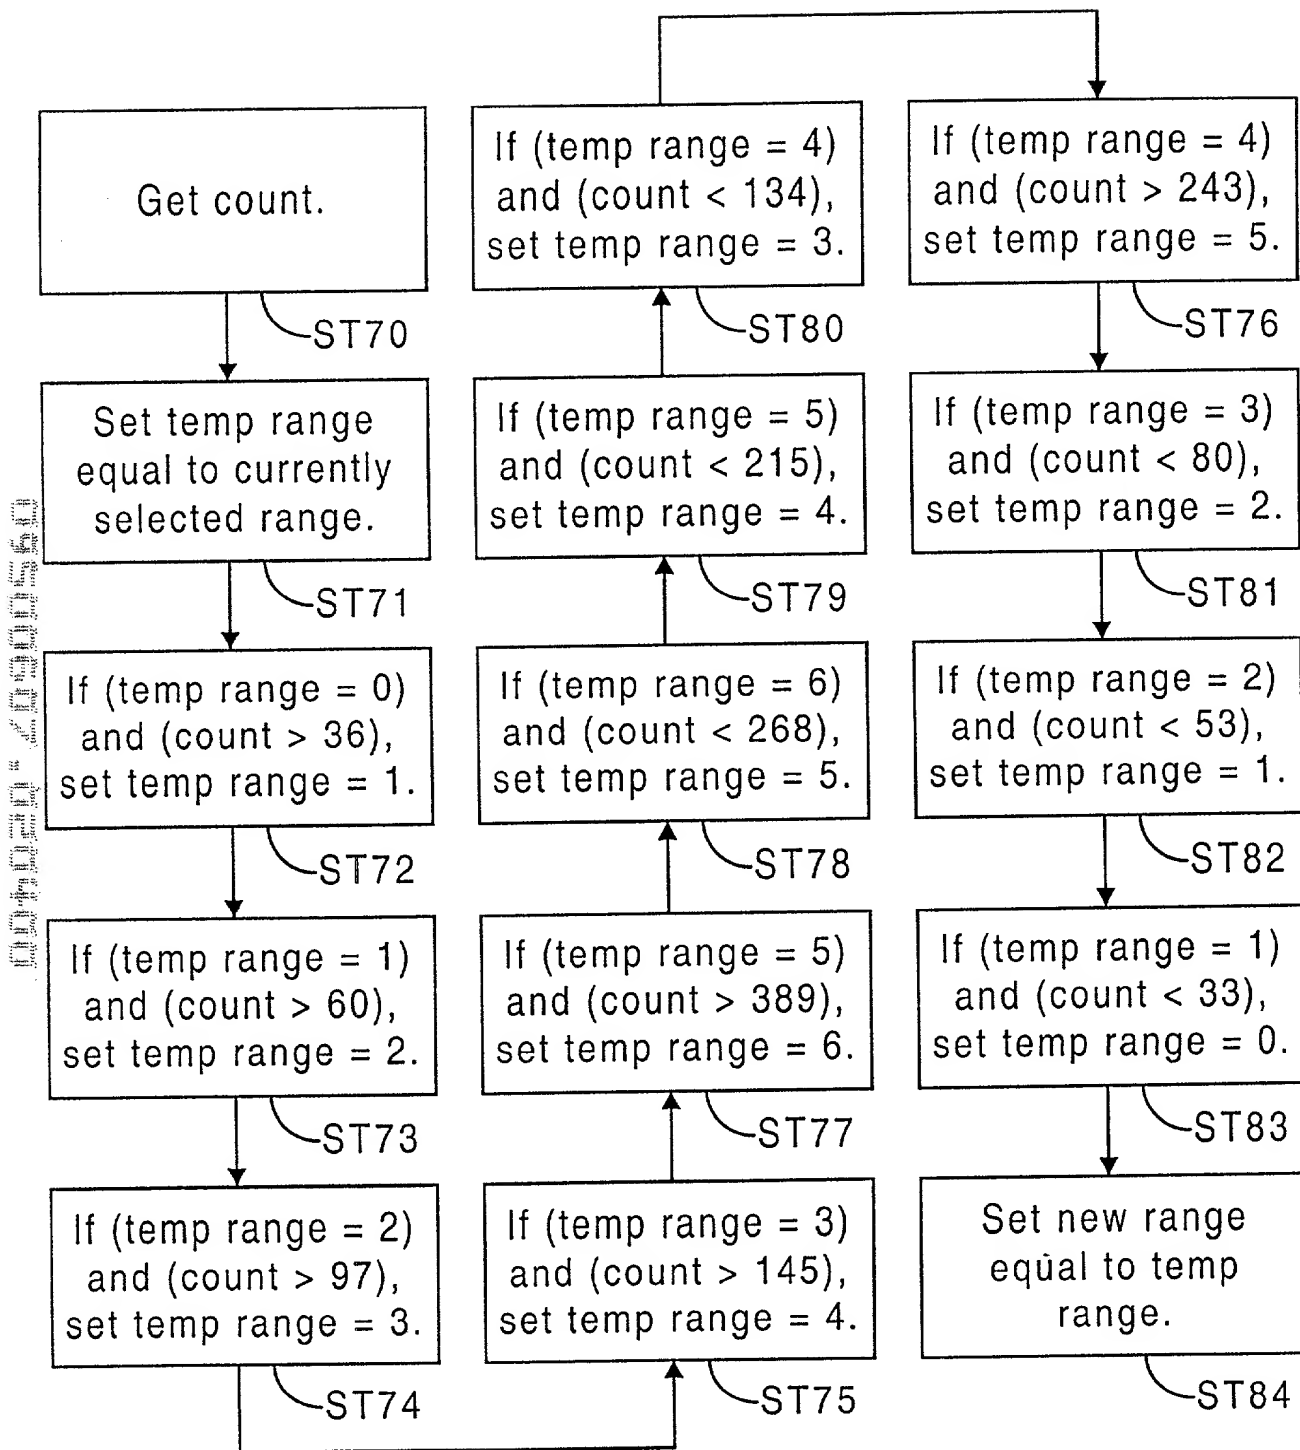 Get count.
ST70
Set temp range
equal to currently
selected range.
ST71
If (temp range = 0)
and (count > 36),
set temp range = 1.
ST72
If (temp range = 1)
and (count > 60),
set temp range = 2.
ST73
If (temp range = 2)
and (count > 97),
set temp range = 3.
ST74
If (temp range = 3)
and (count > 145),
set temp range = 4.
ST75
If (temp range = 5)
and (count > 389),
set temp range = 6.
ST77
If (temp range = 6)
and (count < 268),
set temp range = 5.
ST78
If (temp range = 5)
and (count < 215),
set temp range = 4.
ST79
If (temp range = 4)
and (count < 134),
set temp range = 3.
ST80
If (temp range = 4)
and (count > 243),
set temp range = 5.
ST76
If (temp range = 3)
and (count < 80),
set temp range = 2.
ST81
If (temp range = 2)
and (count < 53),
set temp range = 1.
ST82
If (temp range = 1)
and (count < 33),
set temp range = 0.
ST83
Set new range
equal to temp
range.
ST84